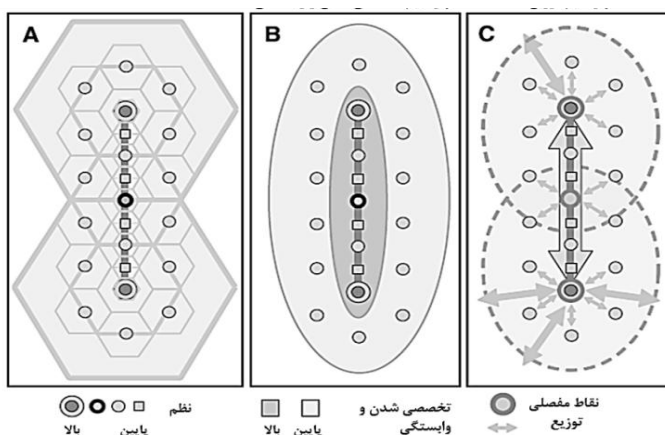 A
B
C
نظم
بالا
پایین
تخصصی شدن و
وابستگی
بالا
پایین
نقاط مفصلی
توزیع